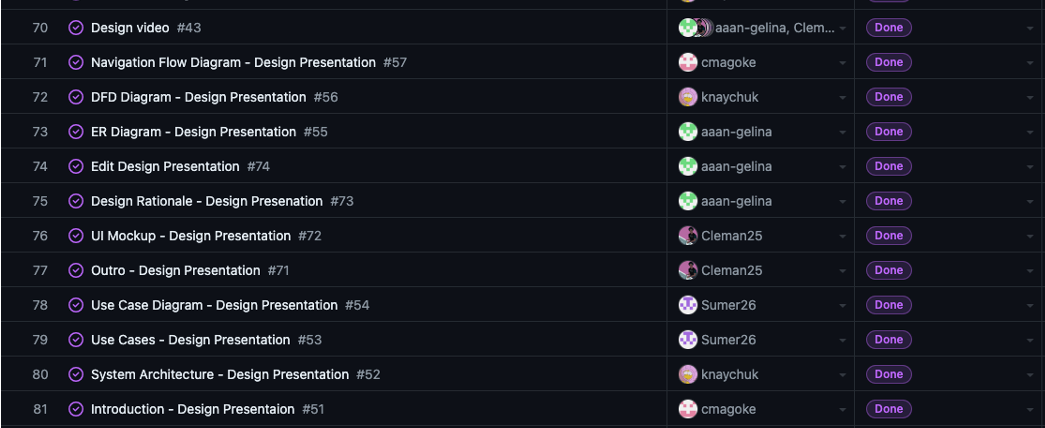 70 Design video #43 aaan-gelina, Clem... Done
71 Navigation Flow Diagram - Design Presentation #57 cmagoke Done
72 DFD Diagram - Design Presentation #56 knaychuk Done
73 ER Diagram - Design Presentation #55 aaan-gelina Done
74 Edit Design Presentation #74 aaan-gelina Done
75 Design Rationale - Design Presenation #73 aaan-gelina Done
76 UI Mockup - Design Presentation #72 Cleman25 Done
77 Outro - Design Presentation #71 Cleman25 Done
78 Use Case Diagram - Design Presentation #54 Sumer26 Done
79 Use Cases - Design Presentation #53 Sumer26 Done
80 System Architecture - Design Presentation #52 knaychuk Done
81 Introduction - Design Presentaion #51 cmagoke Done